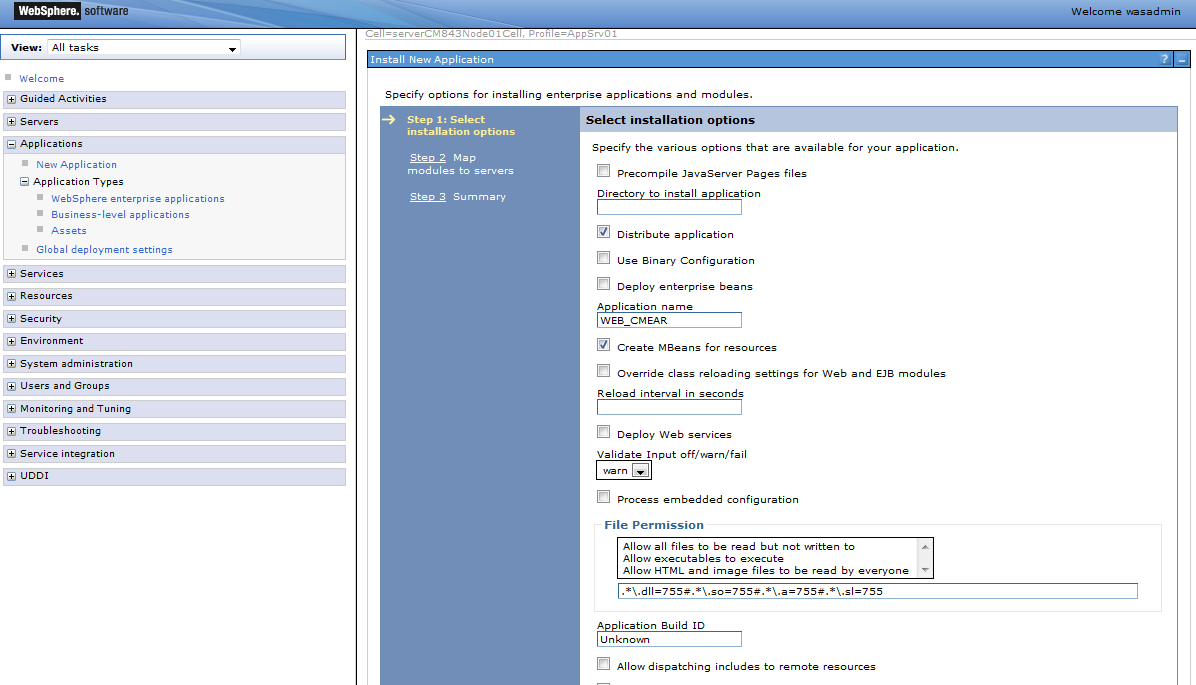 WebSphere. software
Welcome wasadmin
View: All tasks
Welcome
Guided Activities
Servers
Applications
New Application
Application Types
WebSphere enterprise applications
Business-level applications
Assets
Global deployment settings
Services
Resources
Security
Environment
System administration
Users and Groups
Monitoring and Tuning
Troubleshooting
Service integration
UDDI
Cell=serverCM843Node01Cell, Profile=AppSrv01
Install New Application
?
Specify options for installing enterprise applications and modules.
Step 1: Select
installation options
Step 2 Map
modules to servers
Step 3 Summary
Select installation options
Specify the various options that are available for your application.
Precompile JavaServer Pages files
Directory to install application
Distribute application
Use Binary Configuration
Deploy enterprise beans
Application name
WEB_CMEAR
Create MBeans for resources
Override class reloading settings for Web and EJB modules
Reload interval in seconds
Deploy Web services
Validate Input off/warn/fail
warn
Process embedded configuration
File Permission
Allow all files to be read but not written to
Allow executables to execute
Allow HTML and image files to be read by everyone
.*\.dll=755#.*\.so=755#.*\.a=755#.*\.sl=755
Application Build ID
Unknown
Allow dispatching includes to remote resources